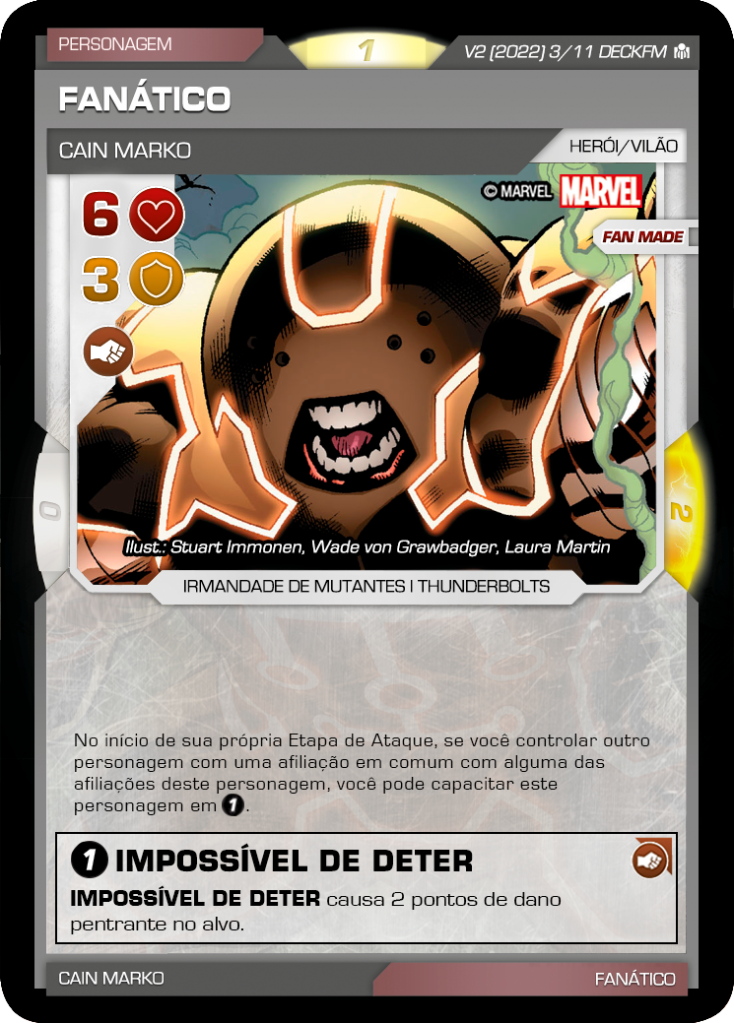 PERSONAGEM
1
V2 (2022) 3/11 DECKFM
FANÁTICO
CAIN MARKO
HERÓI/VILÃO
6
© MARVEL MARVEL
FAN MADE
3
0
2
Ilust.: Stuart Immonen, Wade von Grawbadger, Laura Martin
IRMANDADE DE MUTANTES | THUNDERBOLTS
No início de sua própria Etapa de Ataque, se você controlar outro
personagem com uma afiliação em comum com alguma das
afiliações deste personagem, você pode capacitar este
personagem em 1.
1 IMPOSSÍVEL DE DETER
IMPOSSÍVEL DE DETER causa 2 pontos de dano
pentrante no alvo.
CAIN MARKO
FANÁTICO